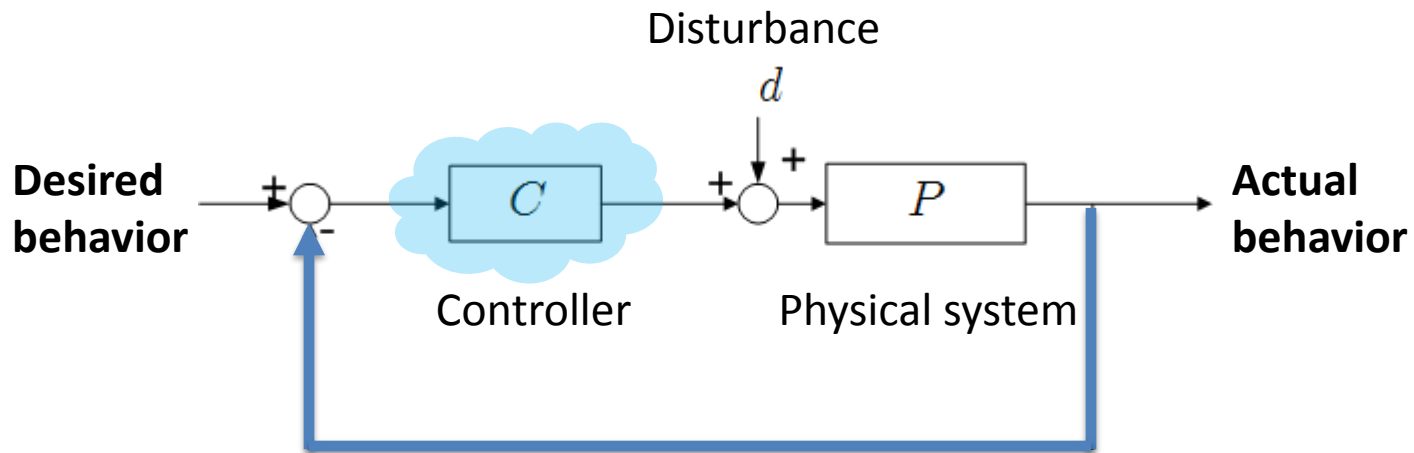 Disturbance
d
+
Desired
behavior
+
-
C
+
P
Actual
behavior
Controller
Physical system